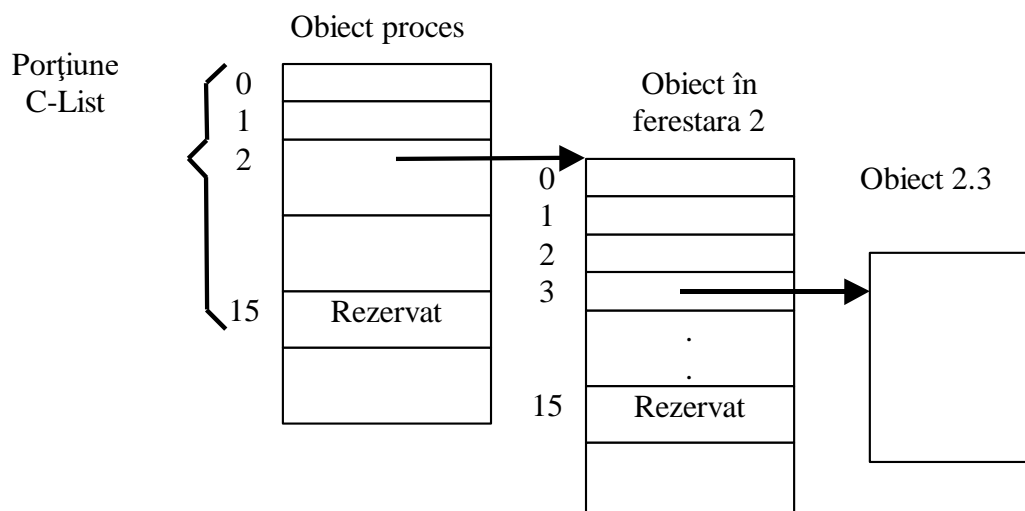 Obiect proces
Porţiune
C-List
0
1
2
15
Rezervat
Obiect în
ferestara 2
0
1
2
3
.
.
15
Rezervat
Obiect 2.3